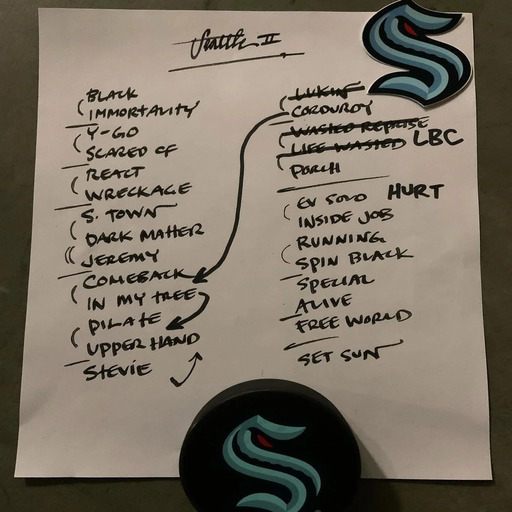 Seattle II
BLACK
IMMORTALITY
Y-GO
SCARED OF
REACT
WRECKAGE
S. TOWN
DARK MATTER
JEREMY
COMEBACK
IN MY TREE
PILATE
UPPER HAND
STEVIE
LUKIN
CORDUROY
WASTED REPRISE
LIFE WASTED LBC
PORCH
EV SOLO HURT
INSIDE JOB
RUNNING
SPIN BLACK
SPECIAL
ALIVE
FREE WORLD
SET SUN